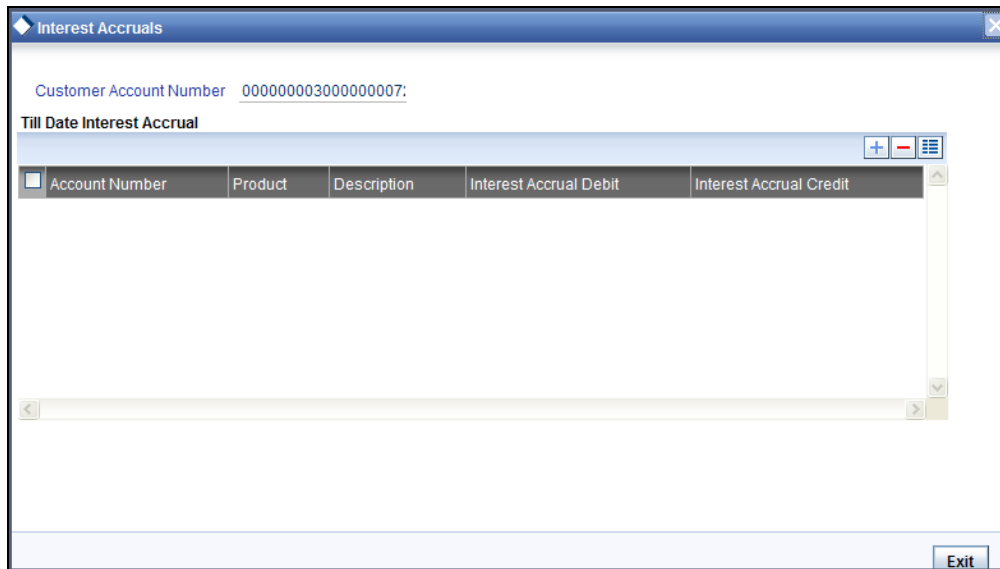 Interest Accruals
Customer Account Number 000000003000000007:
Till Date Interest Accrual
Account Number Product Description Interest Accrual Debit Interest Accrual Credit
Exit